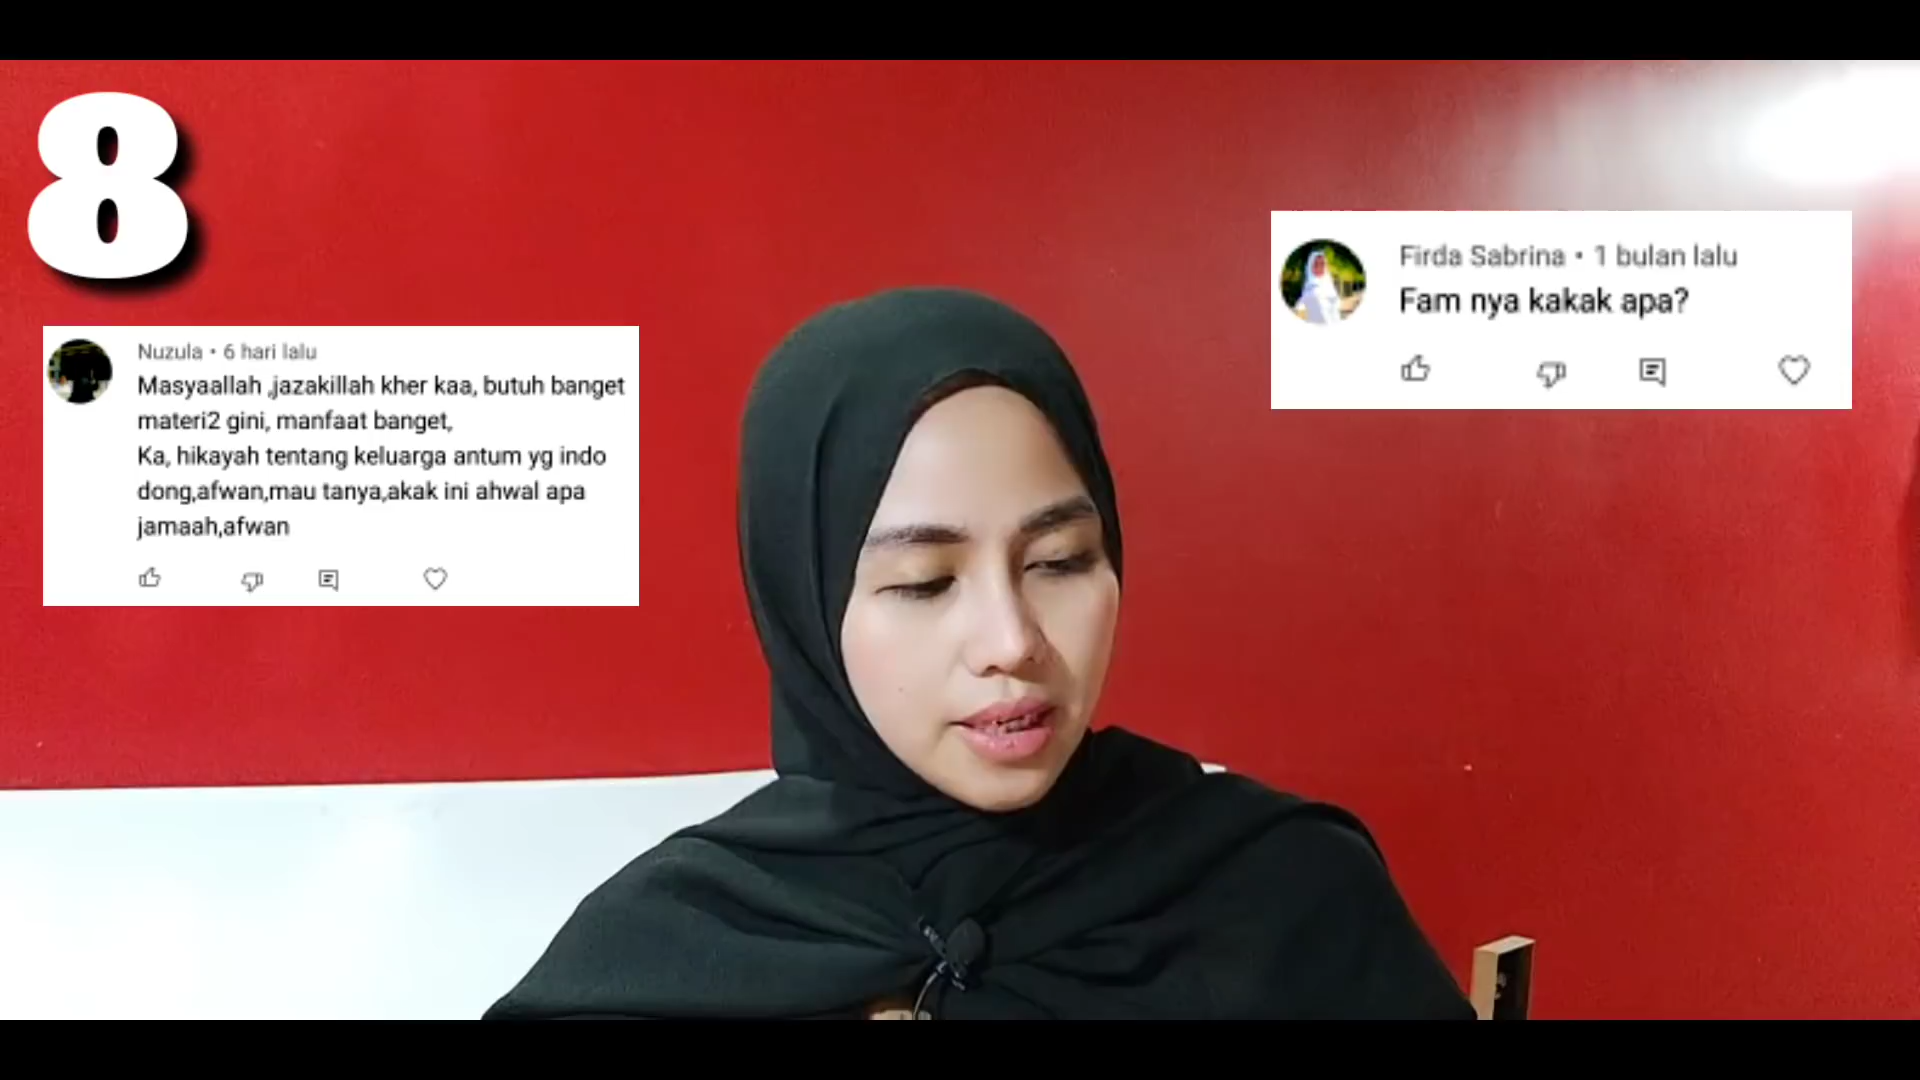 8
Nuzula • 6 hari lalu
Masyaallah ,jazakillah kher kaa, butuh banget
materi2 gini, manfaat banget,
Ka, hikayah tentang keluarga antum yg indo
dong,afwan,mau tanya,akak ini ahwal apa
jamaah,afwan
Firda Sabrina • 1 bulan lalu
Fam nya kakak apa?